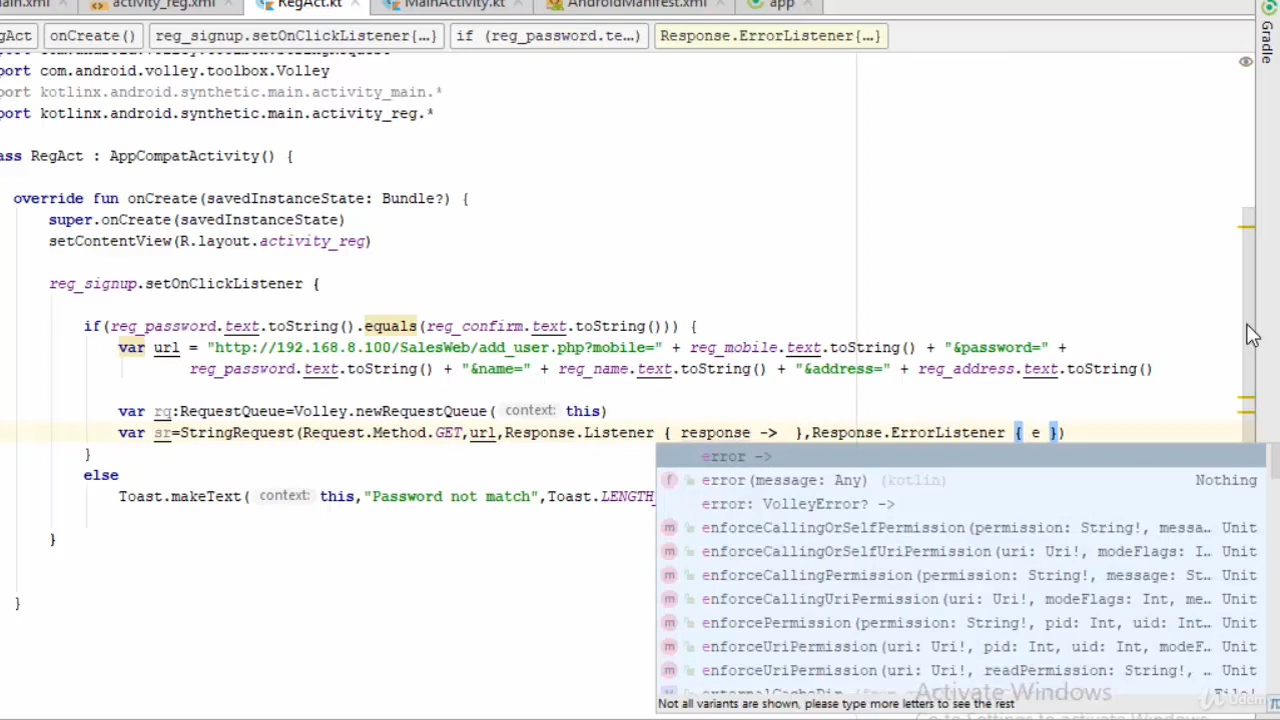 ain.xml activity_reg.xml RegAct.kt MainActivity.kt AndroidManifest.xml app
gAct onCreate() reg_signup.setOnClickListener{…} if (reg_password.te…) Response.ErrorListener{…}
Gradle
port com.android.volley.toolbox.Volley
port kotlinx.android.synthetic.main.activity_main.*
port kotlinx.android.synthetic.main.activity_reg.*
ass RegAct : AppCompatActivity() {
override fun onCreate(savedInstanceState: Bundle?) {
super.onCreate(savedInstanceState)
setContentView(R.layout.activity_reg)
reg_signup.setOnClickListener {
if(reg_password.text.toString().equals(reg_confirm.text.toString())) {
var url = "http://192.168.8.100/SalesWeb/add_user.php?mobile=" + reg_mobile.text.toString() + "&password=" +
reg_password.text.toString() + "&name=" + reg_name.text.toString() + "&address=" + reg_address.text.toString()
var rq:RequestQueue=Volley.newRequestQueue( context: this)
var sr=StringRequest(Request.Method.GET,url,Response.Listener { response -> },Response.ErrorListener { e })
}
else
Toast.makeText( context: this,"Password not match",Toast.LENGTH_
}
}
error ->
f error(message: Any) (kotlin) Nothing
error: VolleyError? ->
m enforceCallingOrSelfPermission(permission: String!, messa… Unit
m enforceCallingOrSelfUriPermission(uri: Uri!, modeFlags: I… Unit
m enforceCallingPermission(permission: String!, message: St… Unit
m enforceCallingUriPermission(uri: Uri!, modeFlags: Int, me… Unit
m enforcePermission(permission: String!, pid: Int, uid: Int… Unit
m enforceUriPermission(uri: Uri!, pid: Int, uid: Int, modeF… Unit
m enforceUriPermission(uri: Uri!, readPermission: String!, … Unit
Activate Windows
Not all variants are shown, please type more letters to see the rest
Udemy